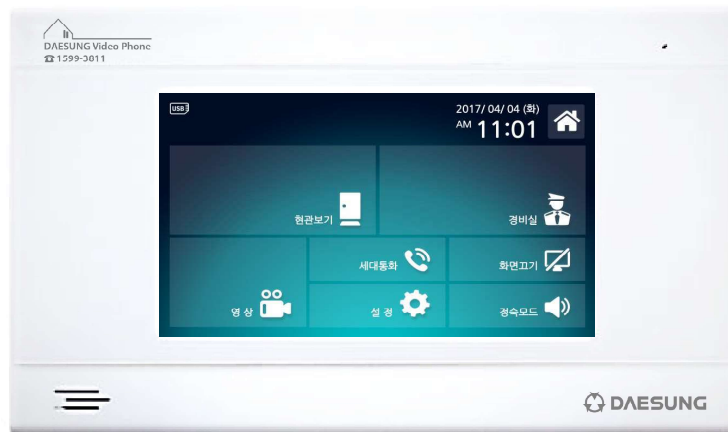 DAESUNG Video Phone
☎ 1599-3011
USB
2017/ 04/ 04 (화)
AM 11:01
현관보기
경비실
세대통화
화면끄기
영 상
설 정
정숙모드
DAESUNG